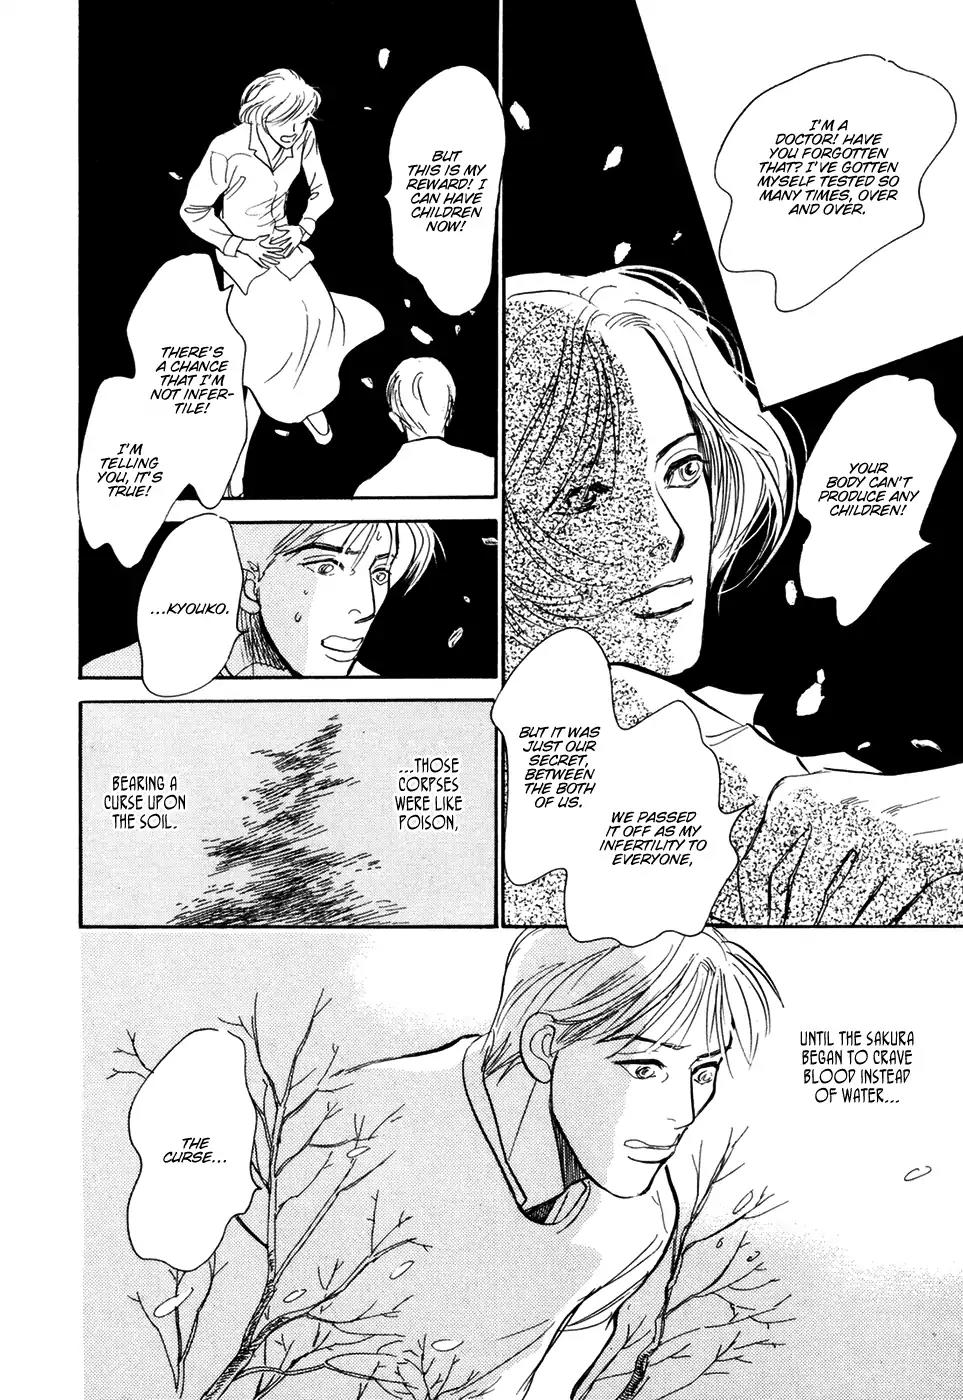 I'M A
DOCTOR! HAVE
YOU FORGOTTEN
THAT? I'VE GOTTEN
MYSELF TESTED SO
MANY TIMES, OVER
AND OVER.
YOUR
BODY CAN'T
PRODUCE ANY
CHILDREN!
BUT IT WAS
JUST OUR
SECRET,
BETWEEN
THE BOTH
OF US.
WE PASSED
IT OFF AS MY
INFERTILITY TO
EVERYONE,
BUT
THIS IS MY
REWARD! I
CAN HAVE
CHILDREN
NOW!
THERE'S
A CHANCE
THAT I'M
NOT INFER-
TILE!
I'M
TELLING
YOU, IT'S
TRUE!
...KYOUKO.
...THOSE
CORPSES
WERE LIKE
POISON,
BEARING A
CURSE UPON
THE SOIL.
UNTIL THE SAKURA
BEGAN TO CRAVE
BLOOD INSTEAD
OF WATER...
THE
CURSE...